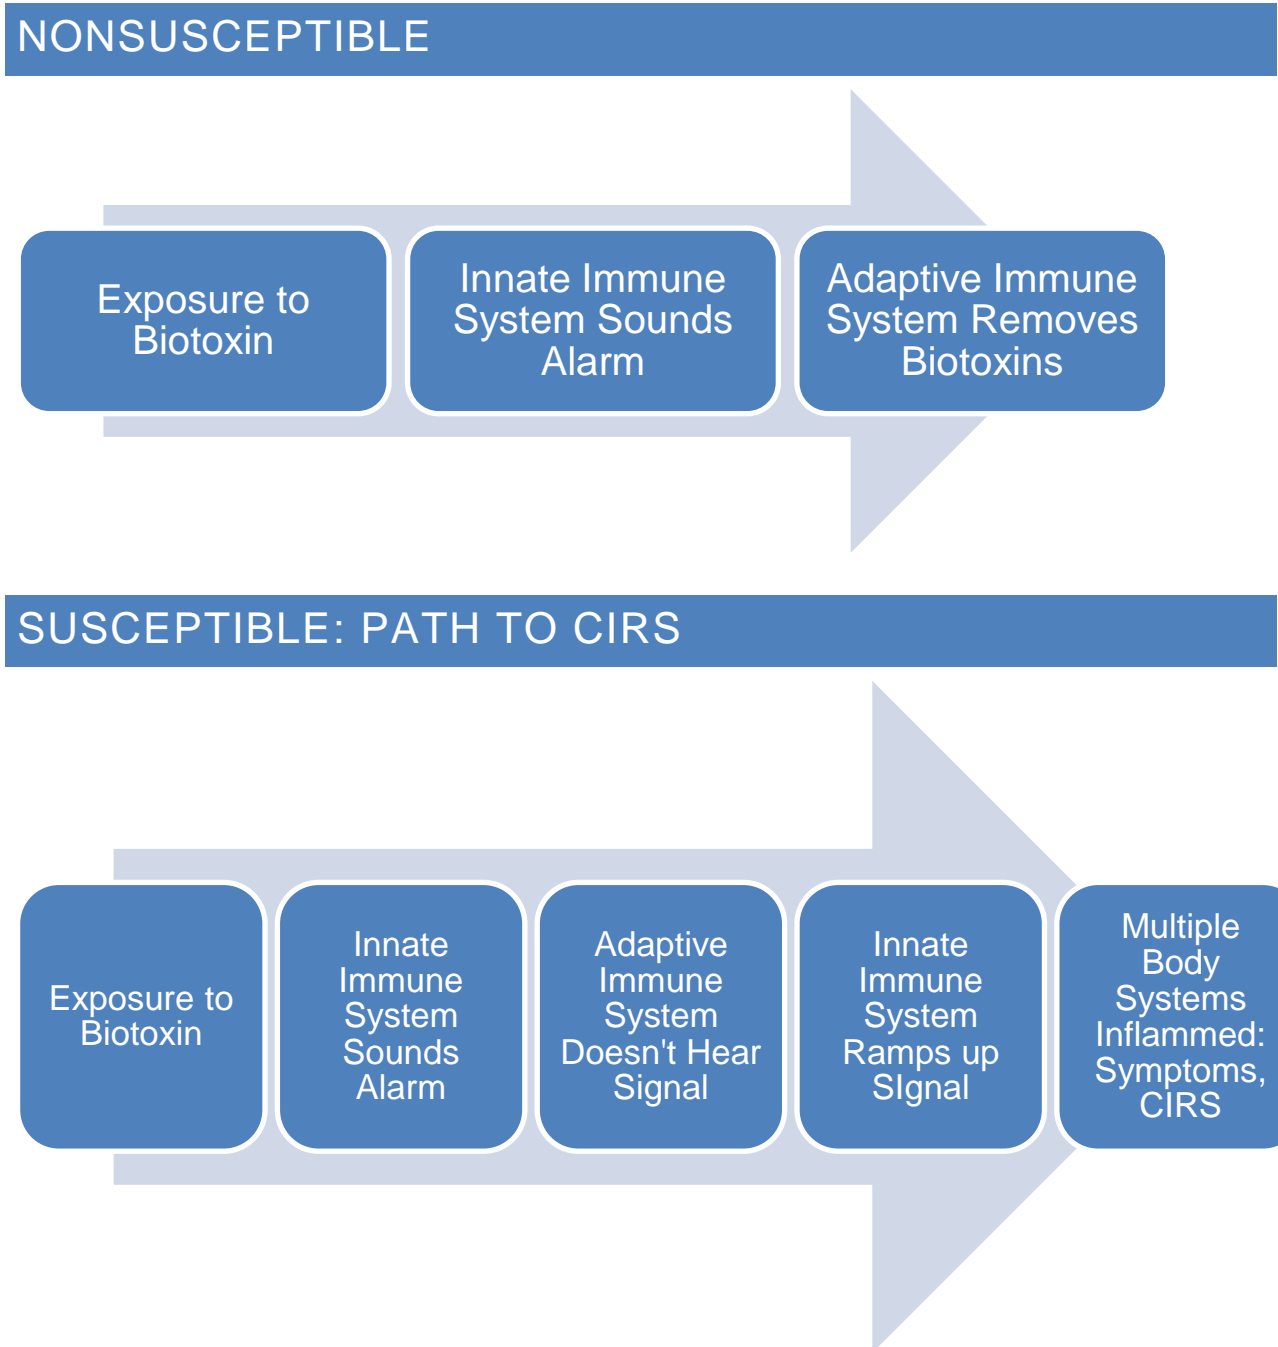 NONSUSCEPTIBLE
Exposure to
Biotoxin
Innate Immune
System Sounds
Alarm
Adaptive Immune
System Removes
Biotoxins
SUSCEPTIBLE: PATH TO CIRS
Exposure to
Biotoxin
Innate
Immune
System
Sounds
Alarm
Adaptive
Immune
System
Doesn't Hear
Signal
Innate
Immune
System
Ramps up
SIgnal
Multiple
Body
Systems
Inflammed:
Symptoms,
CIRS